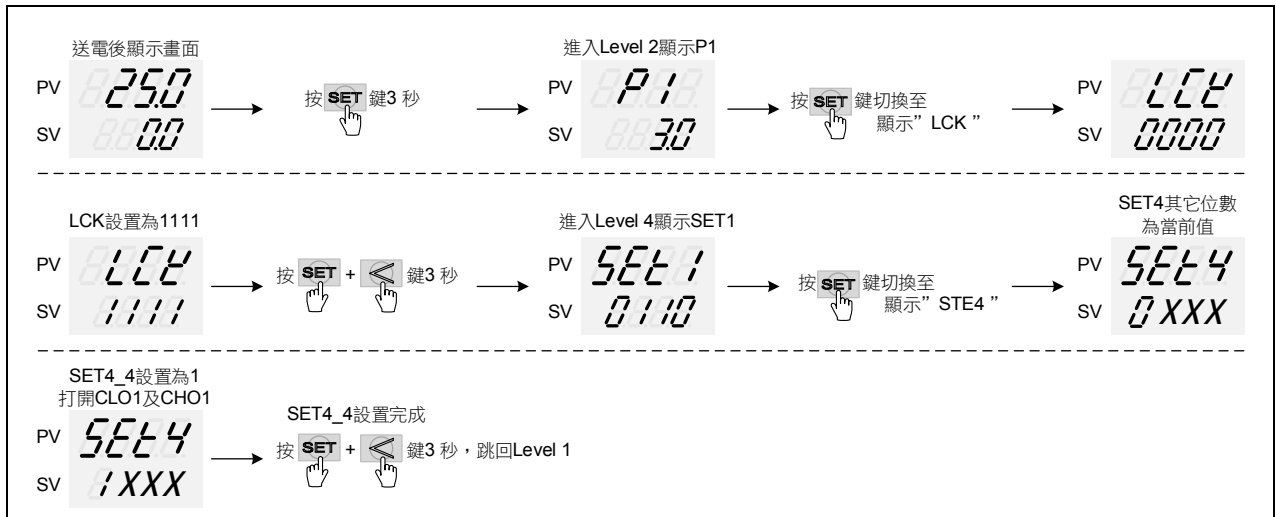 送電後顯示畫面
PV 25.0
SV 0.0
按 SET 鍵3 秒
進入Level 2顯示P1
PV P1
SV 3.0
按 SET 鍵切換至
顯示” LCK ”
PV LCK
SV 0000
LCK設置為1111
PV LCK
SV 1111
按 SET + < 鍵3 秒
進入Level 4顯示SET1
PV SEt1
SV 0110
按 SET 鍵切換至
顯示” STE4 ”
SET4其它位數
為當前值
PV SEt4
SV 0XXX
SET4_4設置為1
打開CLO1及CHO1
PV SEt4
SV 1XXX
SET4_4設置完成
按 SET + < 鍵3 秒，跳回Level 1